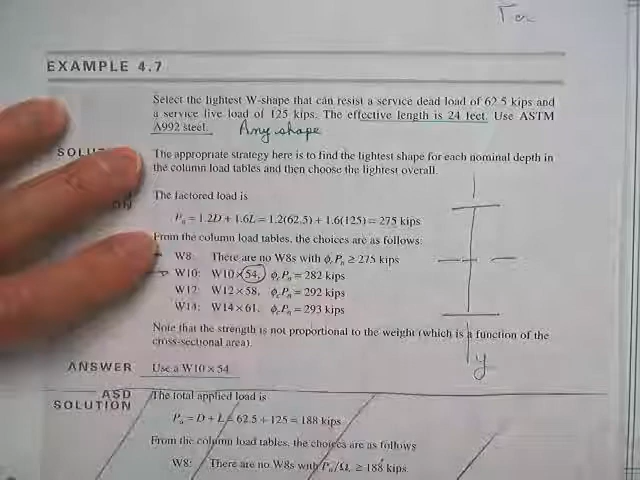 EXAMPLE 4.7
Select the lightest W-shape that can resist a service dead load of 62.5 kips and
a service live load of 125 kips. The effective length is 24 feet. Use ASTM
A992 steel. Any shape
The appropriate strategy here is to find the lightest shape for each nominal depth in
the column load tables and then choose the lightest overall.
The factored load is
Pu = 1.2D + 1.6L = 1.2(62.5) + 1.6(125) = 275 kips
From the column load tables, the choices are as follows:
W8: There are no W8s with ϕcPn ≥ 275 kips
W10: W10 × 54, ϕcPn = 282 kips
W12: W12 × 58, ϕcPn = 292 kips
W14: W14 × 61, ϕcPn = 293 kips
Note that the strength is not proportional to the weight (which is a function of the
cross-sectional area).
y
ANSWER Use a W10 × 54
ASD The total applied load is
SOLUTION
Pa = D + L = 62.5 + 125 = 188 kips
From the column load tables, the choices are as follows
W8: There are no W8s with Pn/Ωc ≥ 188 kips.